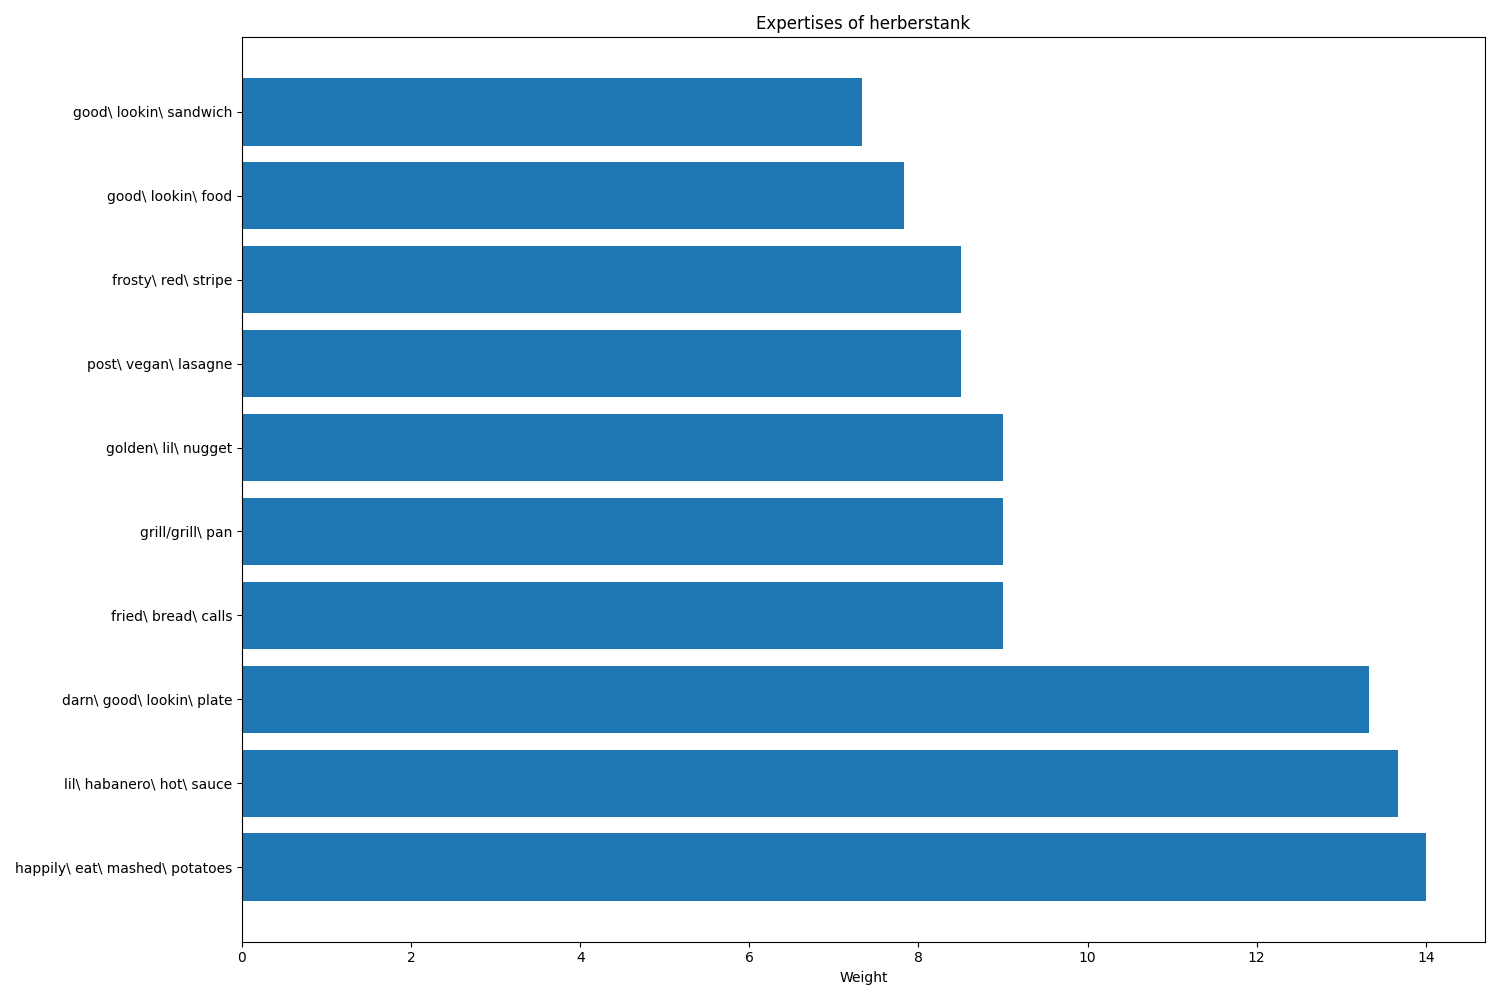 Expertises of herberstank
good\ lookin\ sandwich
good\ lookin\ food
frosty\ red\ stripe
post\ vegan\ lasagne
golden\ lil\ nugget
grill/grill\ pan
fried\ bread\ calls
darn\ good\ lookin\ plate
lil\ habanero\ hot\ sauce
happily\ eat\ mashed\ potatoes
0 2 4 6 8 10 12 14
Weight